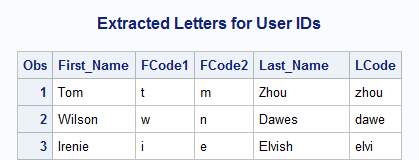 Extracted Letters for User IDs
Obs First_Name FCode1 FCode2 Last_Name LCode
1 Tom t m Zhou zhou
2 Wilson w n Dawes dawe
3 Irenie i e Elvish elvi